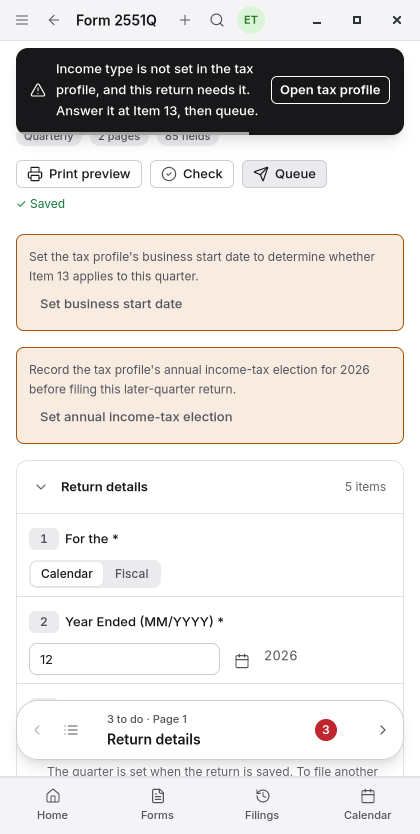 Form 2551Q
ET
Income type is not set in the tax
profile, and this return needs it.
Answer it at Item 13, then queue.
Open tax profile
Quarterly
2 pages
85 fields
Print preview
Check
Queue
Saved
Set the tax profile's business start date to determine whether
Item 13 applies to this quarter.
Set business start date
Record the tax profile's annual income-tax election for 2026
before filing this later-quarter return.
Set annual income-tax election
Return details
5 items
1 For the *
Calendar
Fiscal
2 Year Ended (MM/YYYY) *
12
2026
3 to do · Page 1
Return details
3
The quarter is set when the return is saved. To file another
Home
Forms
Filings
Calendar